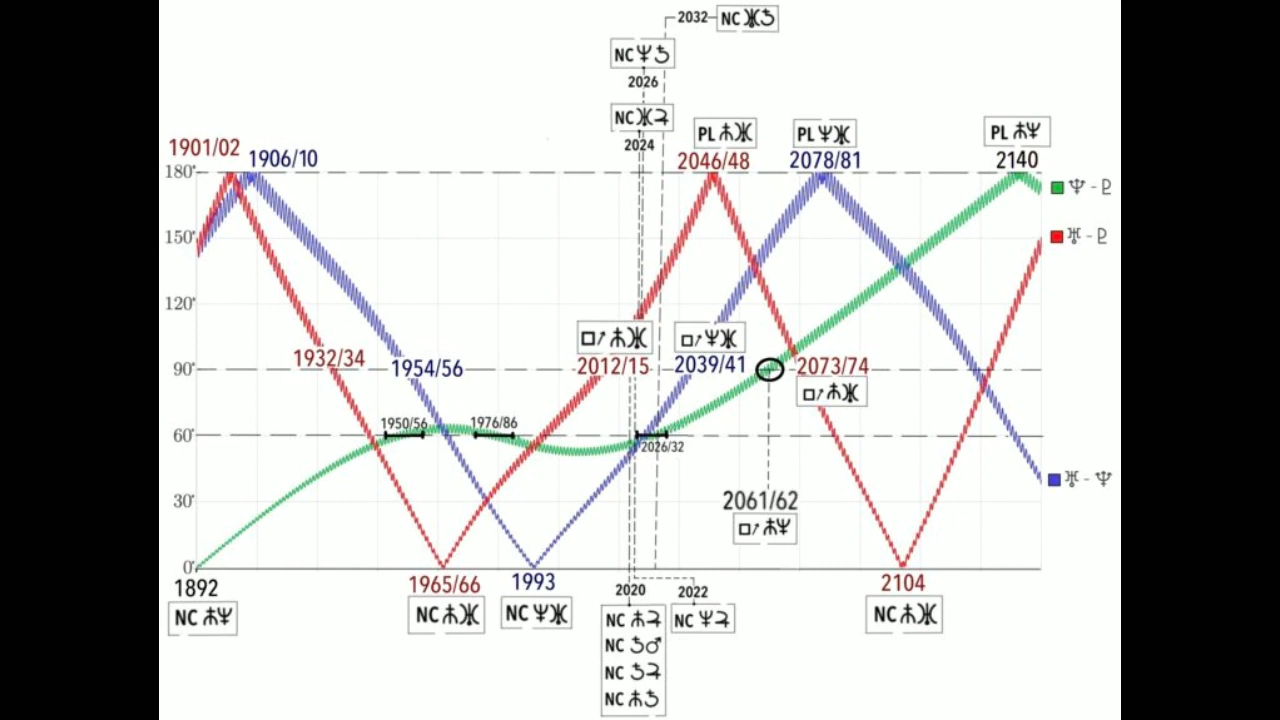 2032 NC ♅♄
NC ♆♄
2026
NC ♅♃
2024
PL ♅
PL ♆♅
PL ♆
1901/02
1906/10
2046/48
2078/81
2140
180°
♆ - ♇
150°
♅ - ♇
120°
□↗ ♅
□↗ ♆♅
1932/34
1954/56
2012/15
2039/41
2073/74
90°
□↗ ♅
1950/56
1976/86
60°
2026/32
♅ - ♆
30°
2061/62
□↗ ♆
0°
1892
1965/66
1993
2020
2022
2104
NC ♆
NC ♅
NC ♆♅
NC ♃
NC ♆♃
NC ♅
NC ♄♂
NC ♄♃
NC ♄